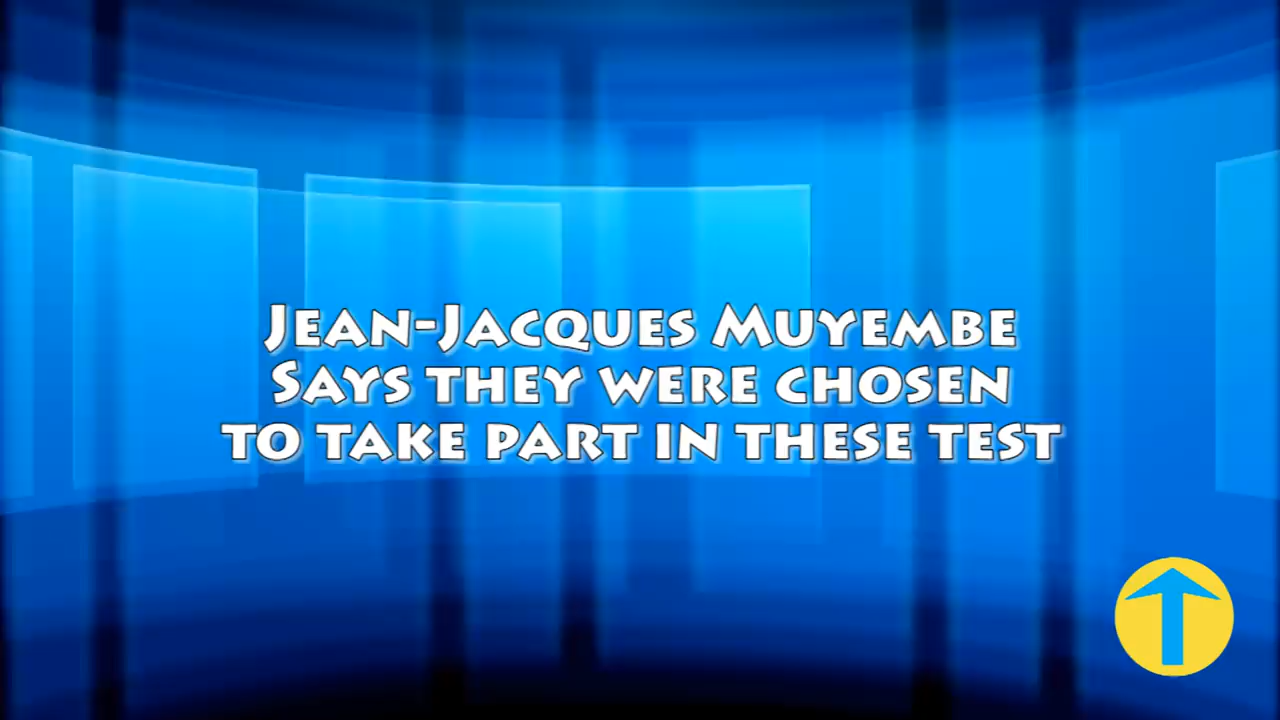 Jean-Jacques Muyembe
Says they were chosen
to take part in these test